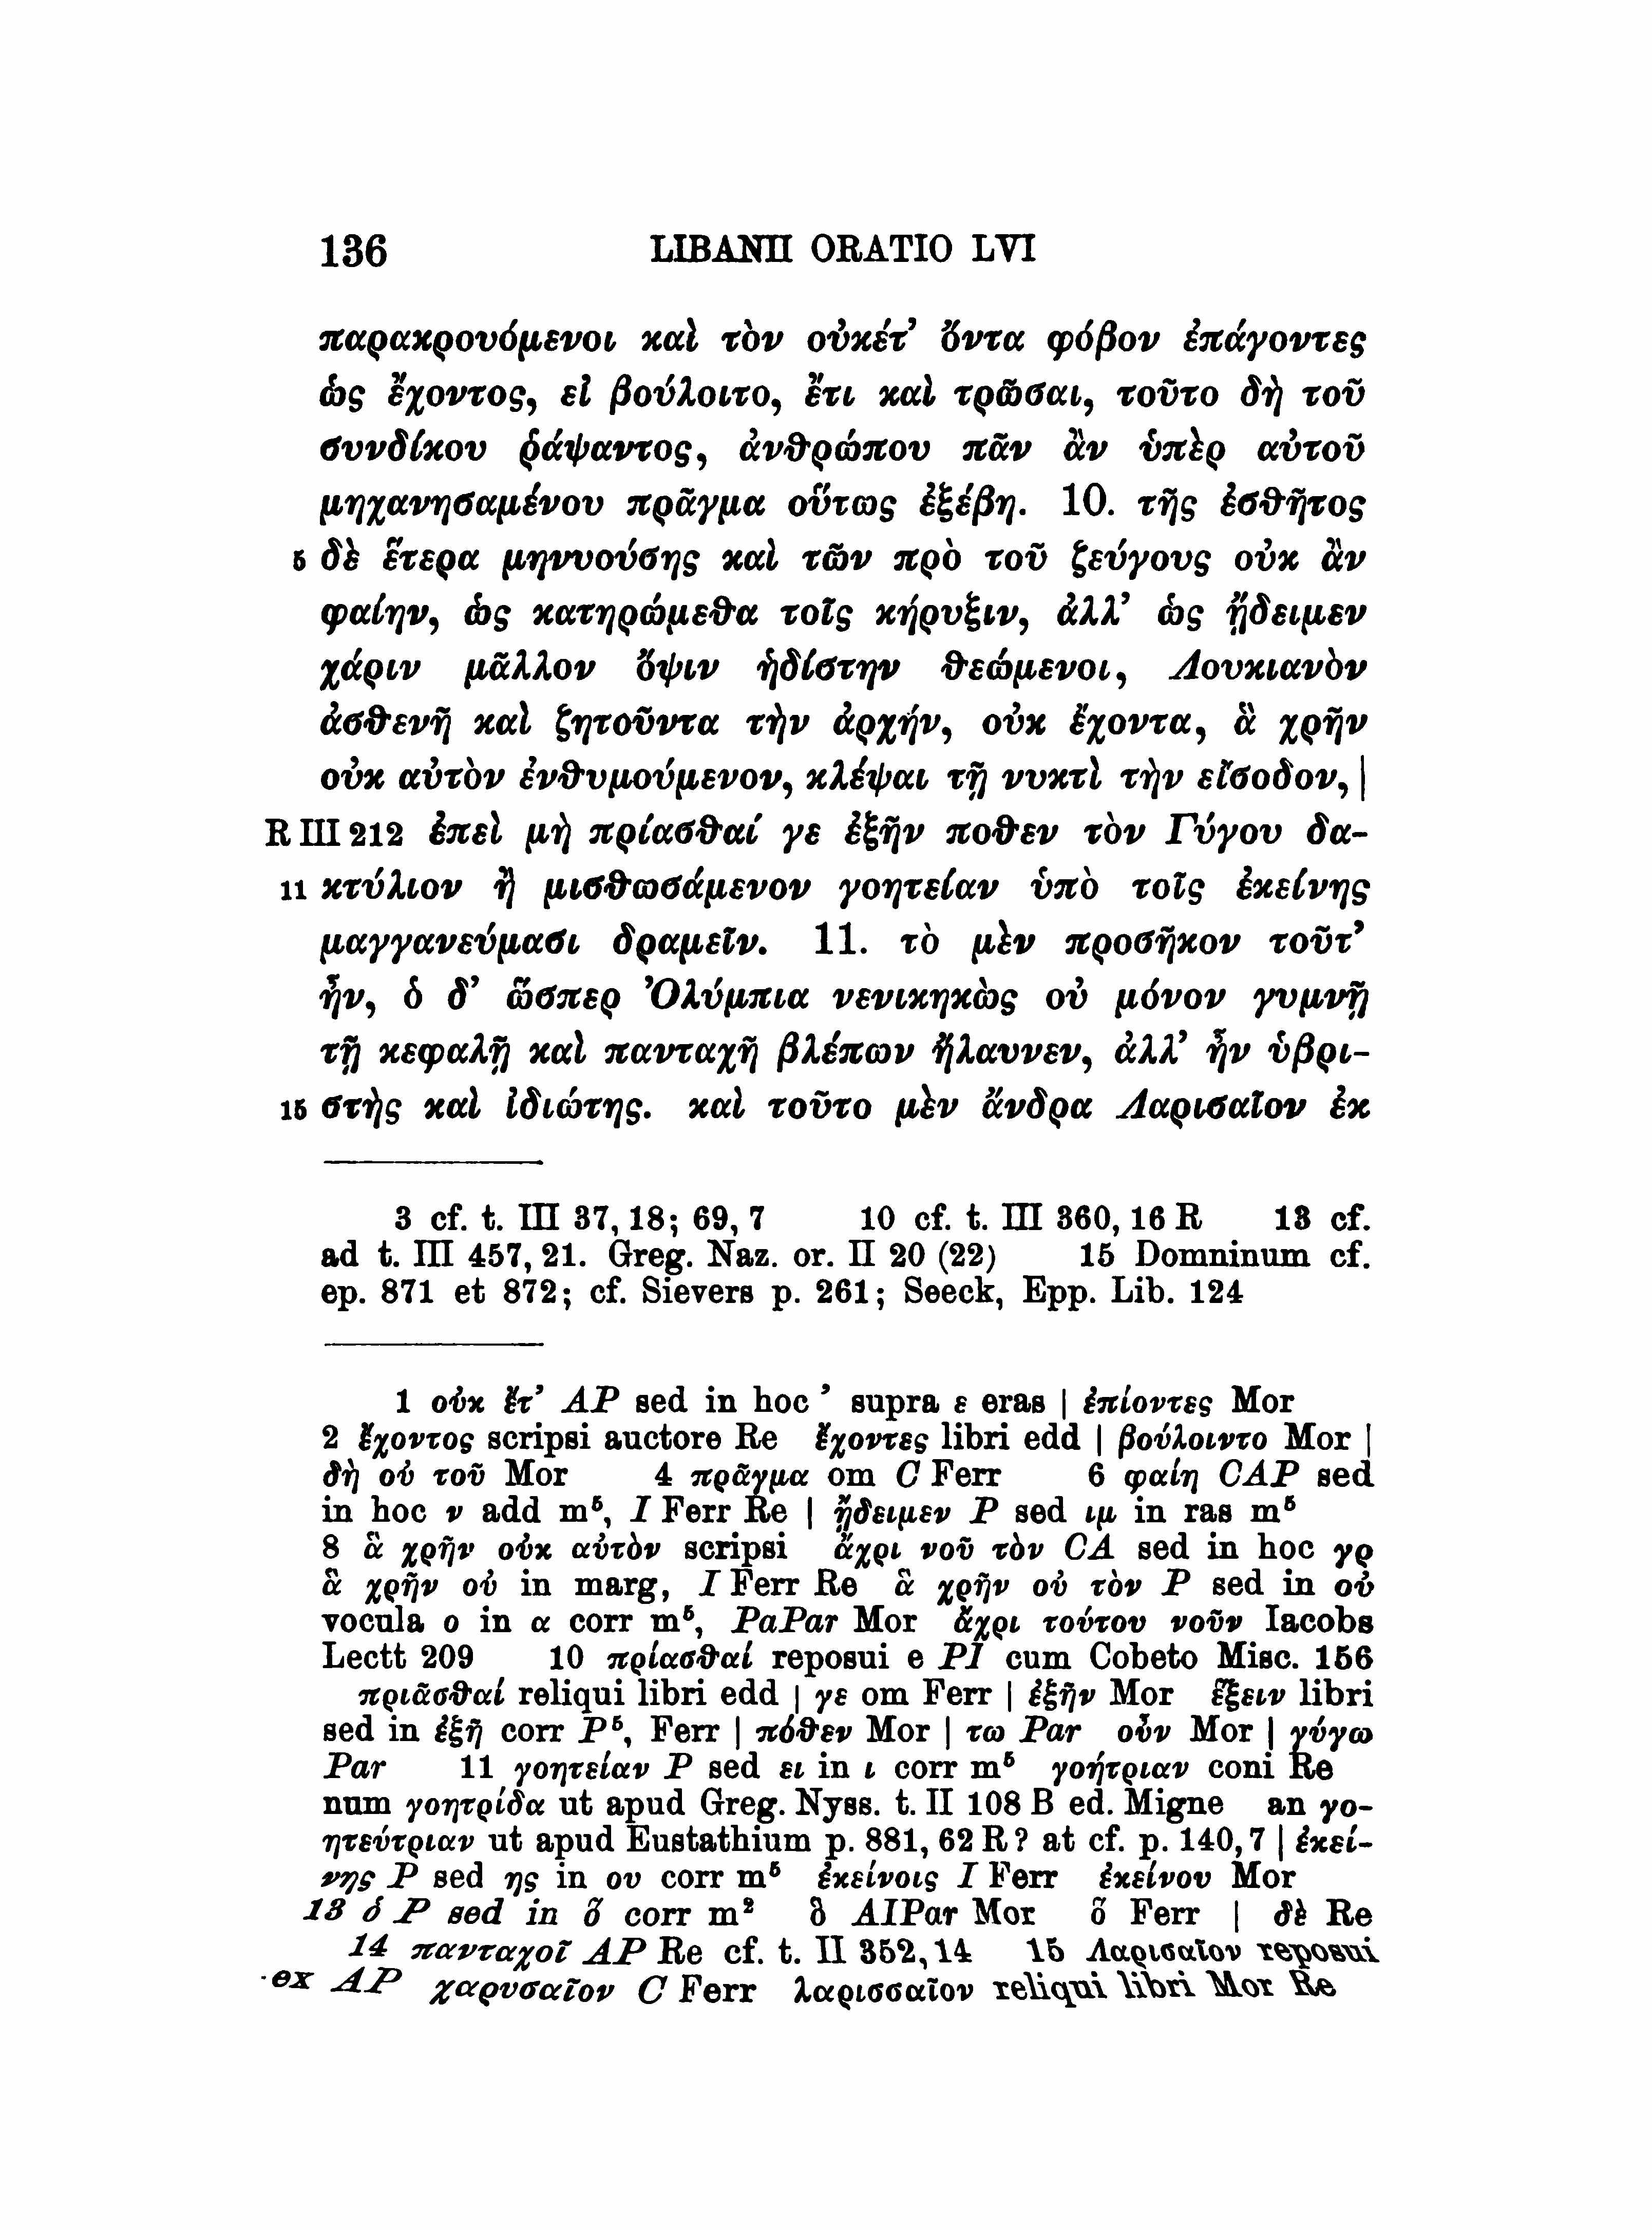 136 LIBANII ORATIO LVI
παρακρουόμενοι καὶ τὸν οὐκέτ’ ὄντα φόβον ἐπάγοντες
ὡς ἔχοντος, εἰ βούλοιτο, ἔτι καὶ τρῶσαι, τοῦτο δὴ τοῦ
συνδίκου ῥάψαντος, ἀνθρώπου πᾶν ἂν ὑπὲρ αὑτοῦ
μηχανησαμένου πρᾶγμα οὕτως ἐξέβη. 10. τῆς ἐσθῆτος
5 δὲ ἕτερα μηνυούσης καὶ τῶν πρὸ τοῦ ζεύγους οὐκ ἂν
φαίην, ὡς κατηρώμεθα τοῖς κήρυξιν, ἀλλ’ ὡς ᾔδειμεν
χάριν μᾶλλον ὄψιν ἡδίστην θεώμενοι, Λουκιανὸν
ἀσθενῆ καὶ ζητοῦντα τὴν ἀρχήν, οὐκ ἔχοντα, ἃ χρῆν
οὐκ αὐτὸν ἐνθυμούμενον, κλέψαι τῇ νυκτὶ τὴν εἴσοδον, |
R III 212 ἐπεὶ μὴ πρίασθαί γε ἐξῆν ποθεν τὸν Γύγου δα-
11 κτύλιον ἢ μισθωσάμενον γοητείαν ὑπὸ τοῖς ἐκείνης
μαγγανεύμασι δραμεῖν. 11. τὸ μὲν προσῆκον τοῦτ’
ἦν, ὁ δ’ ὥσπερ Ὀλύμπια νενικηκὼς οὐ μόνον γυμνῇ
τῇ κεφαλῇ καὶ πανταχῆ βλέπων ἤλαυνεν, ἀλλ’ ἦν ὑβρι-
15 στὴς καὶ ἰδιώτης. καὶ τοῦτο μὲν ἄνδρα Λαρισαῖον ἐκ
3 cf. t. III 37, 18; 69, 7 10 cf. t. III 360, 16 R 13 cf.
ad t. III 457, 21. Greg. Naz. or. II 20 (22) 15 Domninum cf.
ep. 871 et 872; cf. Sievers p. 261; Seeck, Epp. Lib. 124
1 οὐκ ἔτ’ AP sed in hoc ’ supra ε eras | ἐπίοντες Mor
2 ἔχοντος scripsi auctore Re ἔχοντες libri edd | βούλοιντο Mor |
δὴ οὐ τοῦ Mor 4 πρᾶγμα om C Ferr 6 φαίη CAP sed
in hoc ν add m⁵, I Ferr Re | ᾔδειμεν P sed ιμ in ras m⁵
8 ἃ χρῆν οὐκ αὐτὸν scripsi ἄχρι νοῦ τὸν CA sed in hoc γρ
ἃ χρῆν οὐ in marg, I Ferr Re ἃ χρῆν οὐ τὸν P sed in οὐ
vocula ο in α corr m⁵, PaPar Mor ἄχρι τούτου νοῦν Iacobs
Lectt 209 10 πρίασθαί reposui e PI cum Cobeto Misc. 156
πριᾶσθαί reliqui libri edd | γε om Ferr | ἐξῆν Mor ἕξειν libri
sed in ἐξῆ corr P⁵, Ferr | πόθεν Mor | τω Par οὖν Mor | γύγω
Par 11 γοητείαν P sed ει in ι corr m⁵ γοήτριαν coni Re
num γοητρίδα ut apud Greg. Nyss. t. II 108 B ed. Migne an γο-
ητεύτριαν ut apud Eustathium p. 881, 62 R? at cf. p. 140, 7 | ἐκεί-
νης P sed ης in ου corr m⁵ ἐκείνοις I Ferr ἐκείνου Mor
13 ὁ P sed in ὅ corr m² ὃ AIPar Mor ὅ Ferr | δὲ Re
14 πανταχοῖ AP Re cf. t. II 352, 14 15 Λαρισαῖον reposui
ex AP χαρυσαῖον C Ferr λαρισσαῖον reliqui libri Mor Re